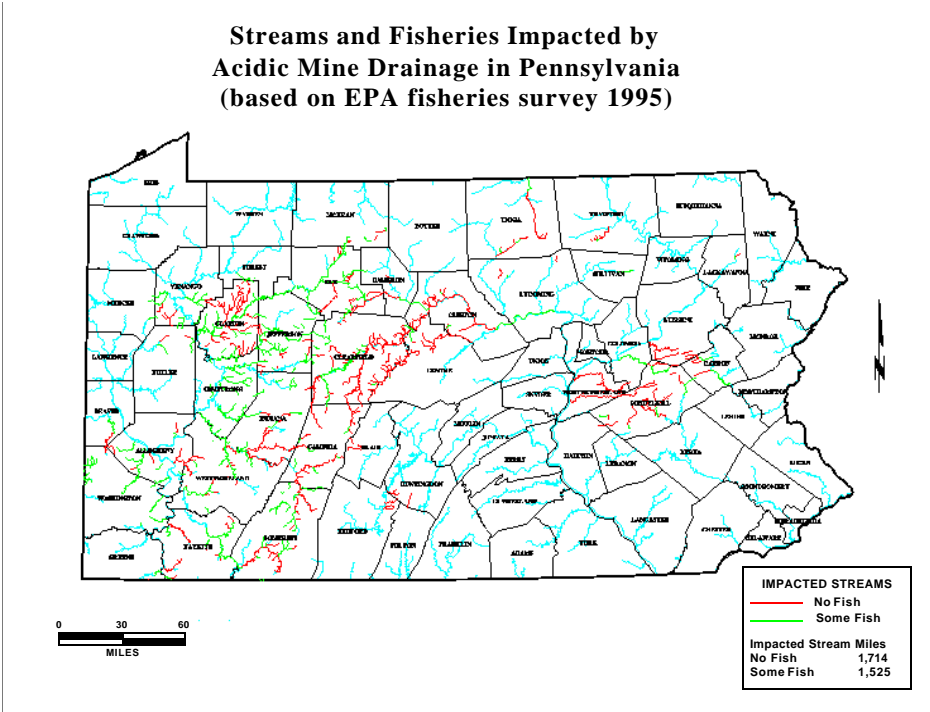 Streams and Fisheries Impacted by
Acidic Mine Drainage in Pennsylvania
(based on EPA fisheries survey 1995)
ERIE
CRAWFORD
WARREN
MCKEAN
POTTER
TIOGA
BRADFORD
SUSQUEHANNA
WAYNE
WYOMING
LACKAWANNA
SULLIVAN
PIKE
FOREST
ELK
CAMERON
VENANGO
MERCER
CLARION
JEFFERSON
CLINTON
LYCOMING
LUZERNE
MONROE
LAWRENCE
BUTLER
CLEARFIELD
CENTRE
UNION
MONTOUR
COLUMBIA
CARBON
ARMSTRONG
SNYDER
SCHUYLKILL
NORTHAMPTON
BEAVER
INDIANA
LEHIGH
ALLEGHENY
CAMBRIA
BLAIR
MIFFLIN
JUNIATA
PERRY
DAUPHIN
LEBANON
BERKS
BUCKS
WASHINGTON
WESTMORELAND
HUNTINGDON
CUMBERLAND
MONTGOMERY
LANCASTER
PHILADELPHIA
GREENE
FAYETTE
SOMERSET
BEDFORD
FULTON
FRANKLIN
ADAMS
YORK
CHESTER
DELAWARE
0 30 60
MILES
IMPACTED STREAMS
No Fish
Some Fish
Impacted Stream Miles
No Fish 1,714
Some Fish 1,525